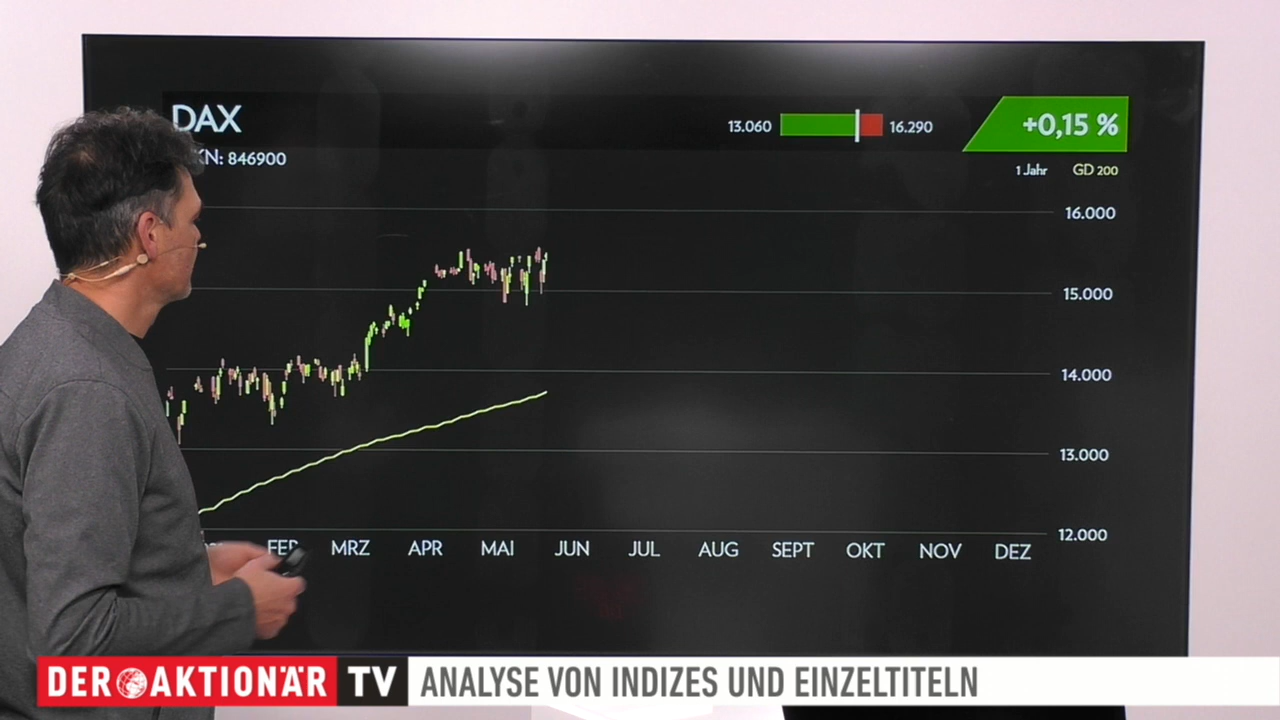 DAX
KN: 846900
13.060
16.290
+0,15 %
1 Jahr GD 200
16.000
15.000
14.000
13.000
12.000
MRZ APR MAI JUN JUL AUG SEPT OKT NOV DEZ
DER AKTIONÄR TV ANALYSE VON INDIZES UND EINZELTITELN